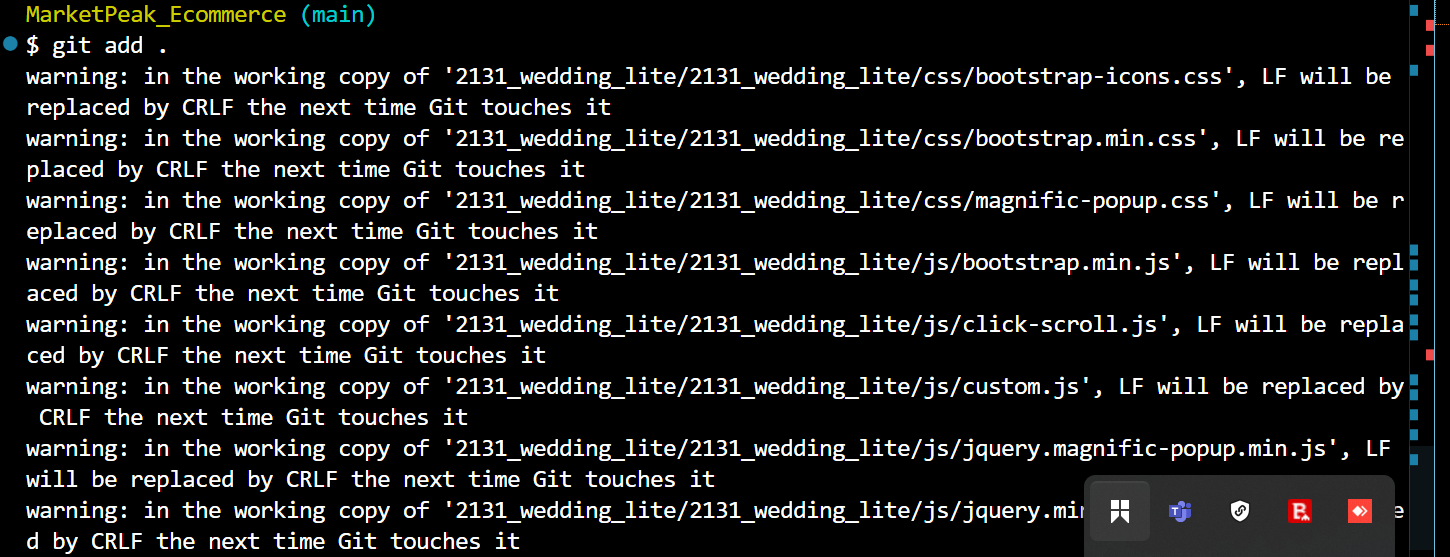 MarketPeak_Ecommerce (main)
$ git add .
warning: in the working copy of '2131_wedding_lite/2131_wedding_lite/css/bootstrap-icons.css', LF will be
replaced by CRLF the next time Git touches it
warning: in the working copy of '2131_wedding_lite/2131_wedding_lite/css/bootstrap.min.css', LF will be re
placed by CRLF the next time Git touches it
warning: in the working copy of '2131_wedding_lite/2131_wedding_lite/css/magnific-popup.css', LF will be r
eplaced by CRLF the next time Git touches it
warning: in the working copy of '2131_wedding_lite/2131_wedding_lite/js/bootstrap.min.js', LF will be repl
aced by CRLF the next time Git touches it
warning: in the working copy of '2131_wedding_lite/2131_wedding_lite/js/click-scroll.js', LF will be repla
ced by CRLF the next time Git touches it
warning: in the working copy of '2131_wedding_lite/2131_wedding_lite/js/custom.js', LF will be replaced by
CRLF the next time Git touches it
warning: in the working copy of '2131_wedding_lite/2131_wedding_lite/js/jquery.magnific-popup.min.js', LF
will be replaced by CRLF the next time Git touches it
warning: in the working copy of '2131_wedding_lite/2131_wedding_lite/js/jquery.mi
d by CRLF the next time Git touches it